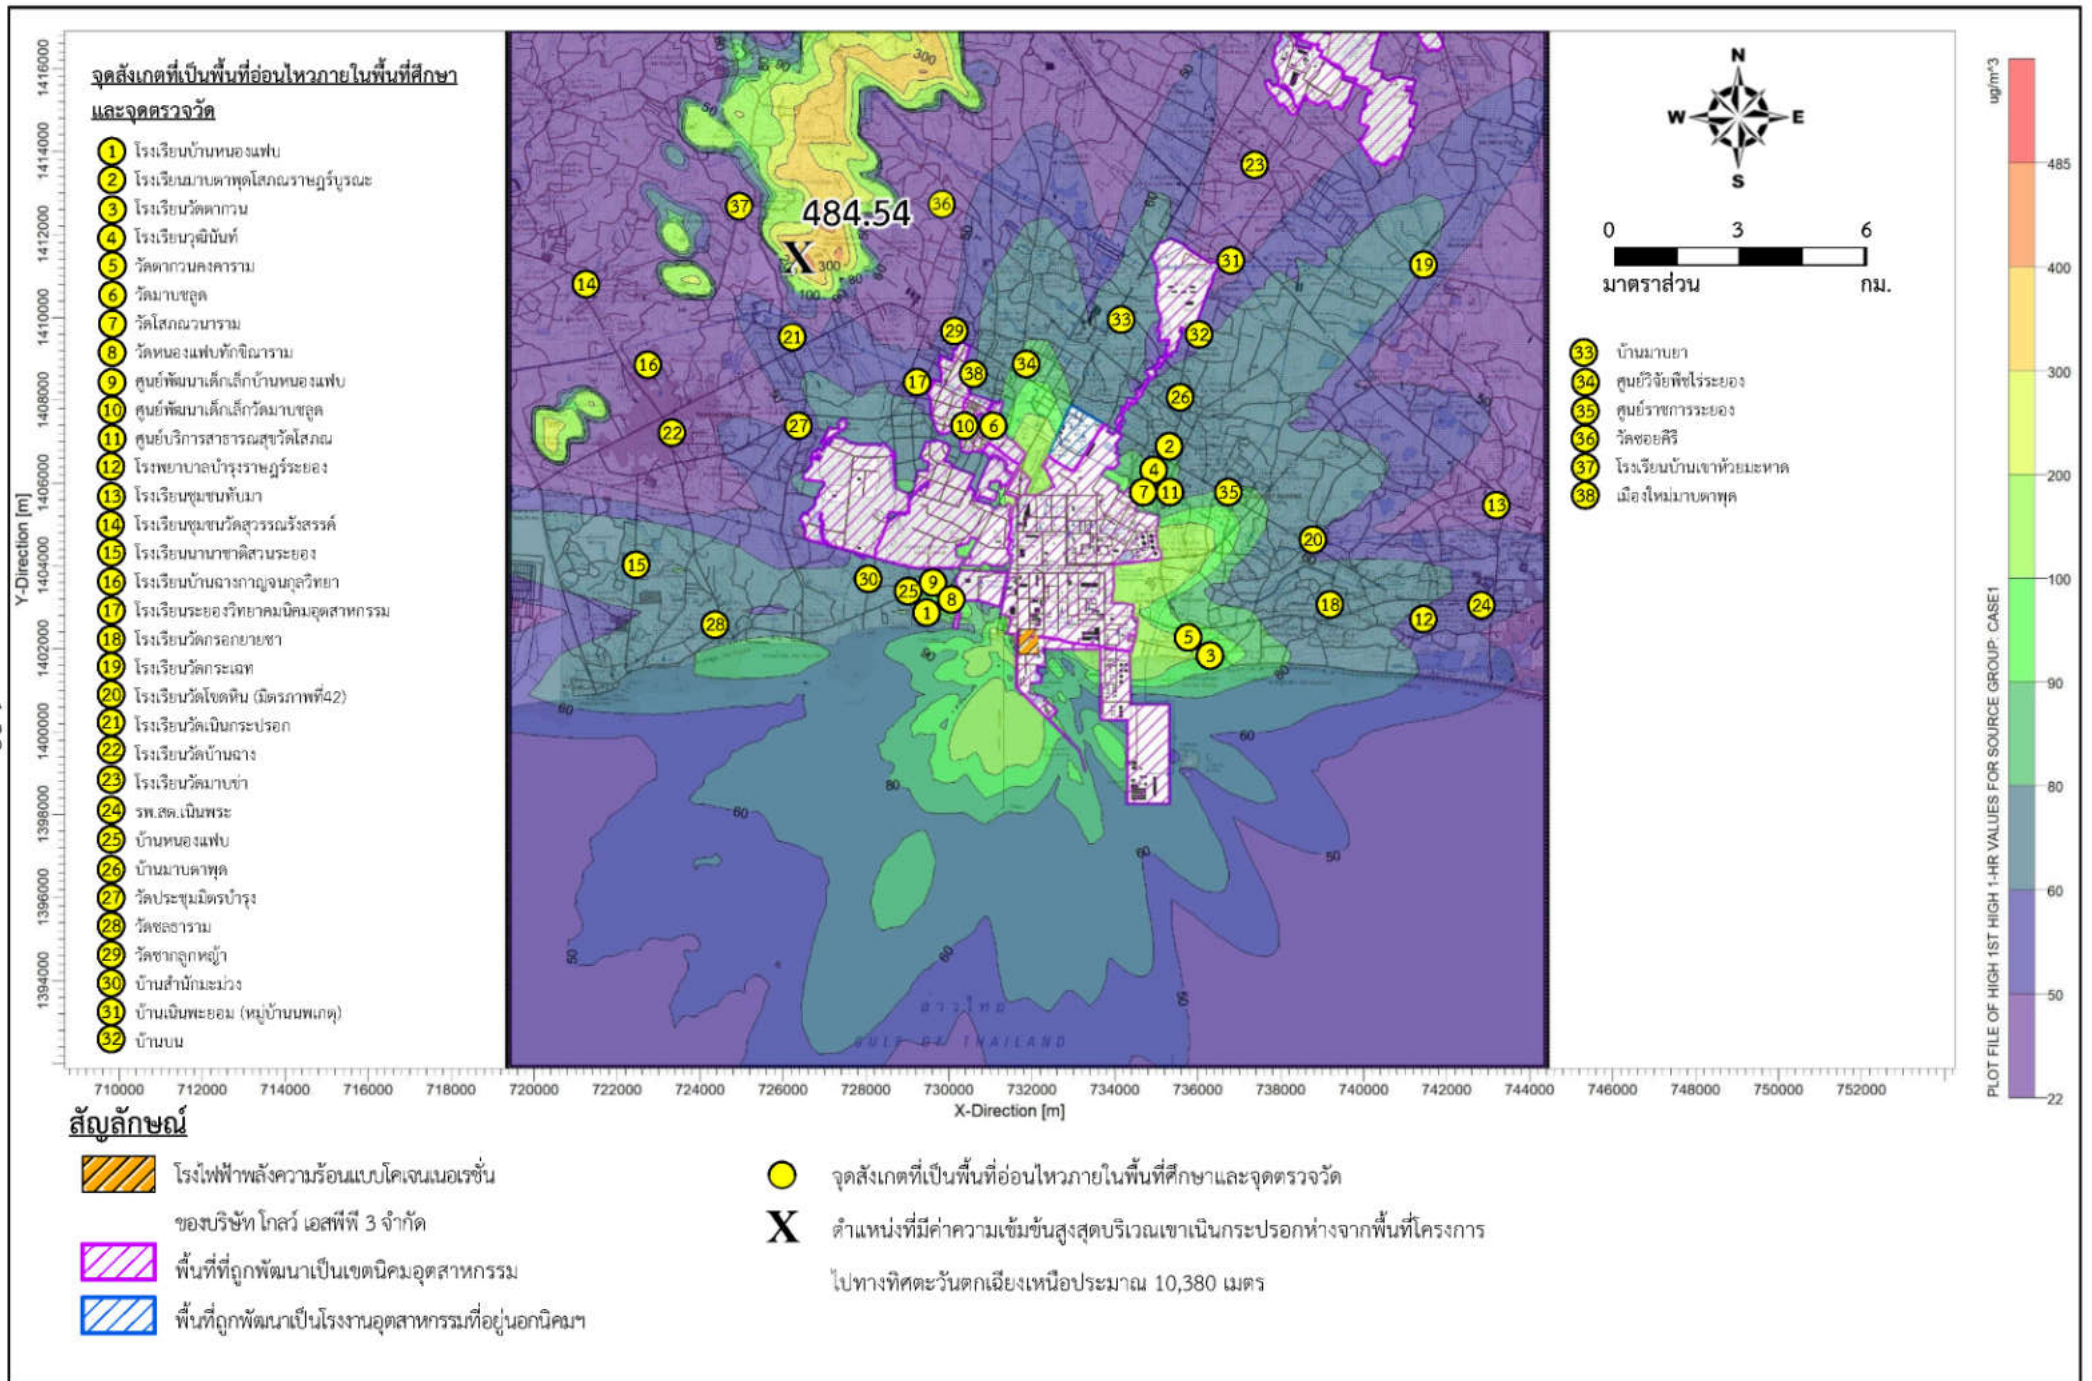 จุดสังเกตที่เป็นพื้นที่อ่อนไหวภายในพื้นที่ศึกษา
และจุดตรวจวัด
1 โรงเรียนบ้านหนองแฟบ
2 โรงเรียนมาบตาพุดโสภณราษฎร์บูรณะ
3 โรงเรียนวัดตากวน
4 โรงเรียนวุฒินันท์
5 วัดตากวนคงคาราม
6 วัดมาบชลูด
7 วัดโสภณวนาราม
8 วัดหนองแฟบทักขิณาราม
9 ศูนย์พัฒนาเด็กเล็กบ้านหนองแฟบ
10 ศูนย์พัฒนาเด็กเล็กวัดมาบชลูด
11 ศูนย์บริการสาธารณสุขวัดโสภณ
12 โรงพยาบาลบำรุงราษฎร์ระยอง
13 โรงเรียนชุมชนทับมา
14 โรงเรียนชุมชนวัดสุวรรณรังสรรค์
15 โรงเรียนนานาชาติสวนระยอง
16 โรงเรียนบ้านฉางกาญจนกุลวิทยา
17 โรงเรียนระยองวิทยาคมนิคมอุตสาหกรรม
18 โรงเรียนวัดกรอกยายชา
19 โรงเรียนวัดกระเฉท
20 โรงเรียนวัดโขดหิน (มิตรภาพที่42)
21 โรงเรียนวัดเนินกระปรอก
22 โรงเรียนวัดบ้านฉาง
23 โรงเรียนวัดมาบข่า
24 รพ.สต.เนินพระ
25 บ้านหนองแฟบ
26 บ้านมาบตาพุด
27 วัดประชุมมิตรบำรุง
28 วัดชลธาราม
29 วัดชากลูกหญ้า
30 บ้านสำนักมะม่วง
31 บ้านเนินพะยอม (หมู่บ้านนพเกตุ)
32 บ้านบน
484.54
X
อ่าวไทย
GULF OF THAILAND
N
W E
S
0 3 6
มาตราส่วน กม.
33 บ้านมาบยา
34 ศูนย์วิจัยพืชไร่ระยอง
35 ศูนย์ราชการระยอง
36 วัดซอยคีรี
37 โรงเรียนบ้านเขาห้วยมะหาด
38 เมืองใหม่มาบตาพุด
ug/m^3
485
400
300
200
100
90
80
60
50
22
PLOT FILE OF HIGH 1ST HIGH 1-HR VALUES FOR SOURCE GROUP: CASE1
Y-Direction [m]
1416000
1414000
1412000
1410000
1408000
1406000
1404000
1402000
1400000
1398000
1396000
1394000
710000 712000 714000 716000 718000 720000 722000 724000 726000 728000 730000 732000 734000 736000 738000 740000 742000 744000 746000 748000 750000 752000
X-Direction [m]
สัญลักษณ์
โรงไฟฟ้าพลังความร้อนแบบโคเจนเนอเรชั่น
ของบริษัท โกลว์ เอสพีพี 3 จำกัด
พื้นที่ที่ถูกพัฒนาเป็นเขตนิคมอุตสาหกรรม
พื้นที่ถูกพัฒนาเป็นโรงงานอุตสาหกรรมที่อยู่นอกนิคมฯ
จุดสังเกตที่เป็นพื้นที่อ่อนไหวภายในพื้นที่ศึกษาและจุดตรวจวัด
X ตำแหน่งที่มีค่าความเข้มข้นสูงสุดบริเวณเขาเนินกระปรอกห่างจากพื้นที่โครงการ
ไปทางทิศตะวันตกเฉียงเหนือประมาณ 10,380 เมตร